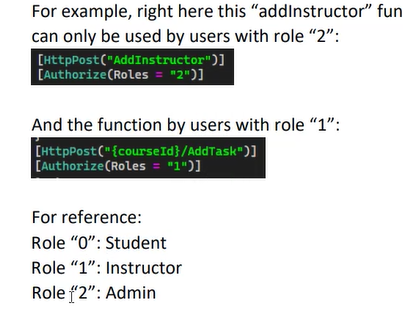 For example, right here this “addInstructor” fun
can only be used by users with role “2”:
[HttpPost("AddInstructor")]
[Authorize(Roles = "2")]
And the function by users with role “1”:
[HttpPost("{courseId}/AddTask")]
[Authorize(Roles = "1")]
For reference:
Role “0”: Student
Role “1”: Instructor
Role “2”: Admin